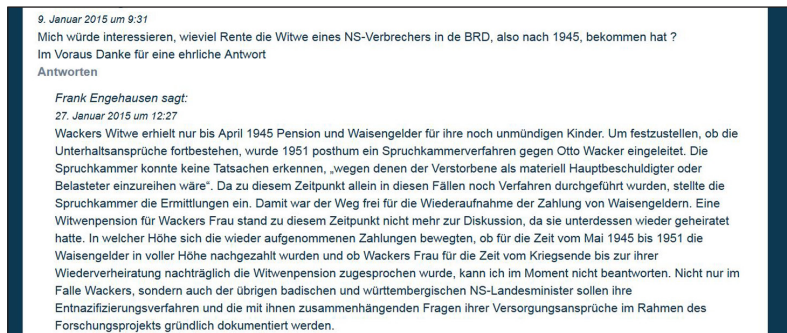 9. Januar 2015 um 9:31
Mich würde interessieren, wieviel Rente die Witwe eines NS-Verbrechers in de BRD, also nach 1945, bekommen hat ?
Im Voraus Danke für eine ehrliche Antwort
Antworten
Frank Engehausen sagt:
27. Januar 2015 um 12:27
Wackers Witwe erhielt nur bis April 1945 Pension und Waisengelder für ihre noch unmündigen Kinder. Um festzustellen, ob die
Unterhaltsansprüche fortbestehen, wurde 1951 posthum ein Spruchkammerverfahren gegen Otto Wacker eingeleitet. Die
Spruchkammer konnte keine Tatsachen erkennen, „wegen denen der Verstorbene als materiell Hauptbeschuldigter oder
Belasteter einzureihen wäre“. Da zu diesem Zeitpunkt allein in diesen Fällen noch Verfahren durchgeführt wurden, stellte die
Spruchkammer die Ermittlungen ein. Damit war der Weg frei für die Wiederaufnahme der Zahlung von Waisengeldern. Eine
Witwenpension für Wackers Frau stand zu diesem Zeitpunkt nicht mehr zur Diskussion, da sie unterdessen wieder geheiratet
hatte. In welcher Höhe sich die wieder aufgenommenen Zahlungen bewegten, ob für die Zeit vom Mai 1945 bis 1951 die
Waisengelder in voller Höhe nachgezahlt wurden und ob Wackers Frau für die Zeit vom Kriegsende bis zur ihrer
Wiederverheiratung nachträglich die Witwenpension zugesprochen wurde, kann ich im Moment nicht beantworten. Nicht nur im
Falle Wackers, sondern auch der übrigen badischen und württembergischen NS-Landesminister sollen ihre
Entnazifizierungsverfahren und die mit ihnen zusammenhängenden Fragen ihrer Versorgungsansprüche im Rahmen des
Forschungsprojekts gründlich dokumentiert werden.